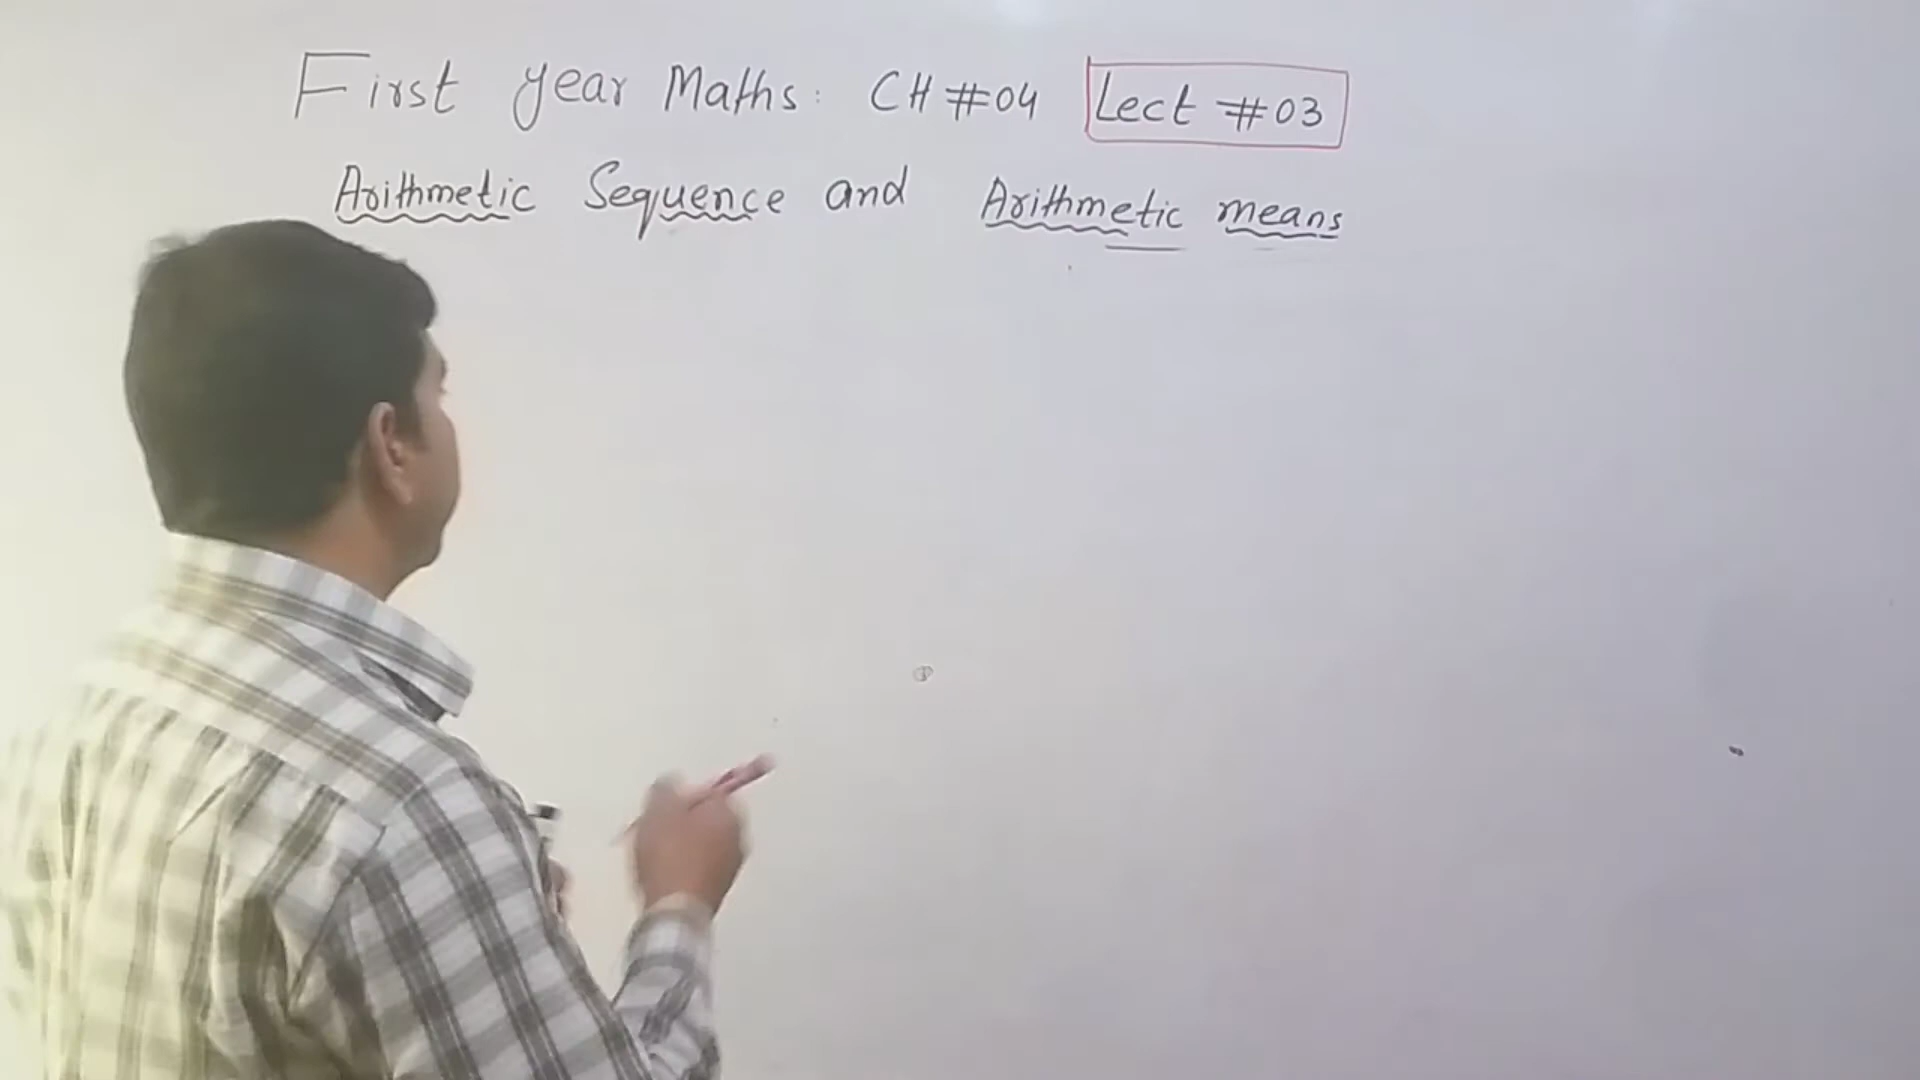 First year Maths: CH #04 Lect #03
Arithmetic Sequence and Arithmetic means